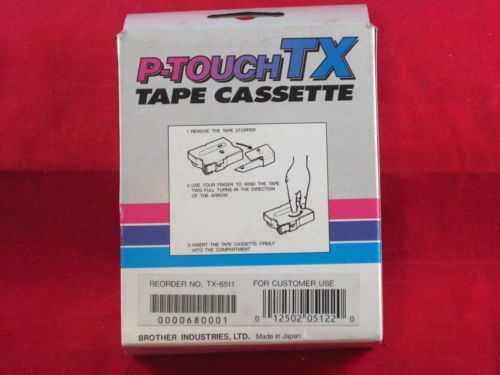 P-TOUCH TX
TAPE CASSETTE
1. REMOVE THE TAPE STOPPER
2. USE YOUR FINGER TO WIND THE TAPE
TWO FULL TURNS IN THE DIRECTION
OF THE ARROW
3. INSERT THE TAPE CASSETTE FIRMLY
INTO THE COMPARTMENT
REORDER NO. TX-6511
FOR CUSTOMER USE
0000680001
0 12502 05122 0
BROTHER INDUSTRIES, LTD. Made in Japan